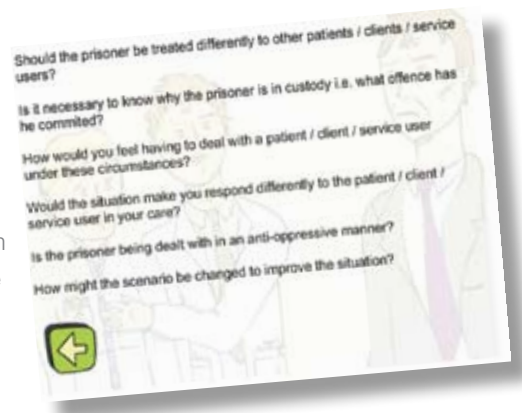 Should the prisoner be treated differently to other patients / clients / service
users?
Is it necessary to know why the prisoner is in custody i.e. what offence has
he commited?
How would you feel having to deal with a patient / client / service user
under these circumstances?
Would the situation make you respond differently to the patient / client /
service user in your care?
Is the prisoner being dealt with in an anti-oppressive manner?
How might the scenario be changed to improve the situation?